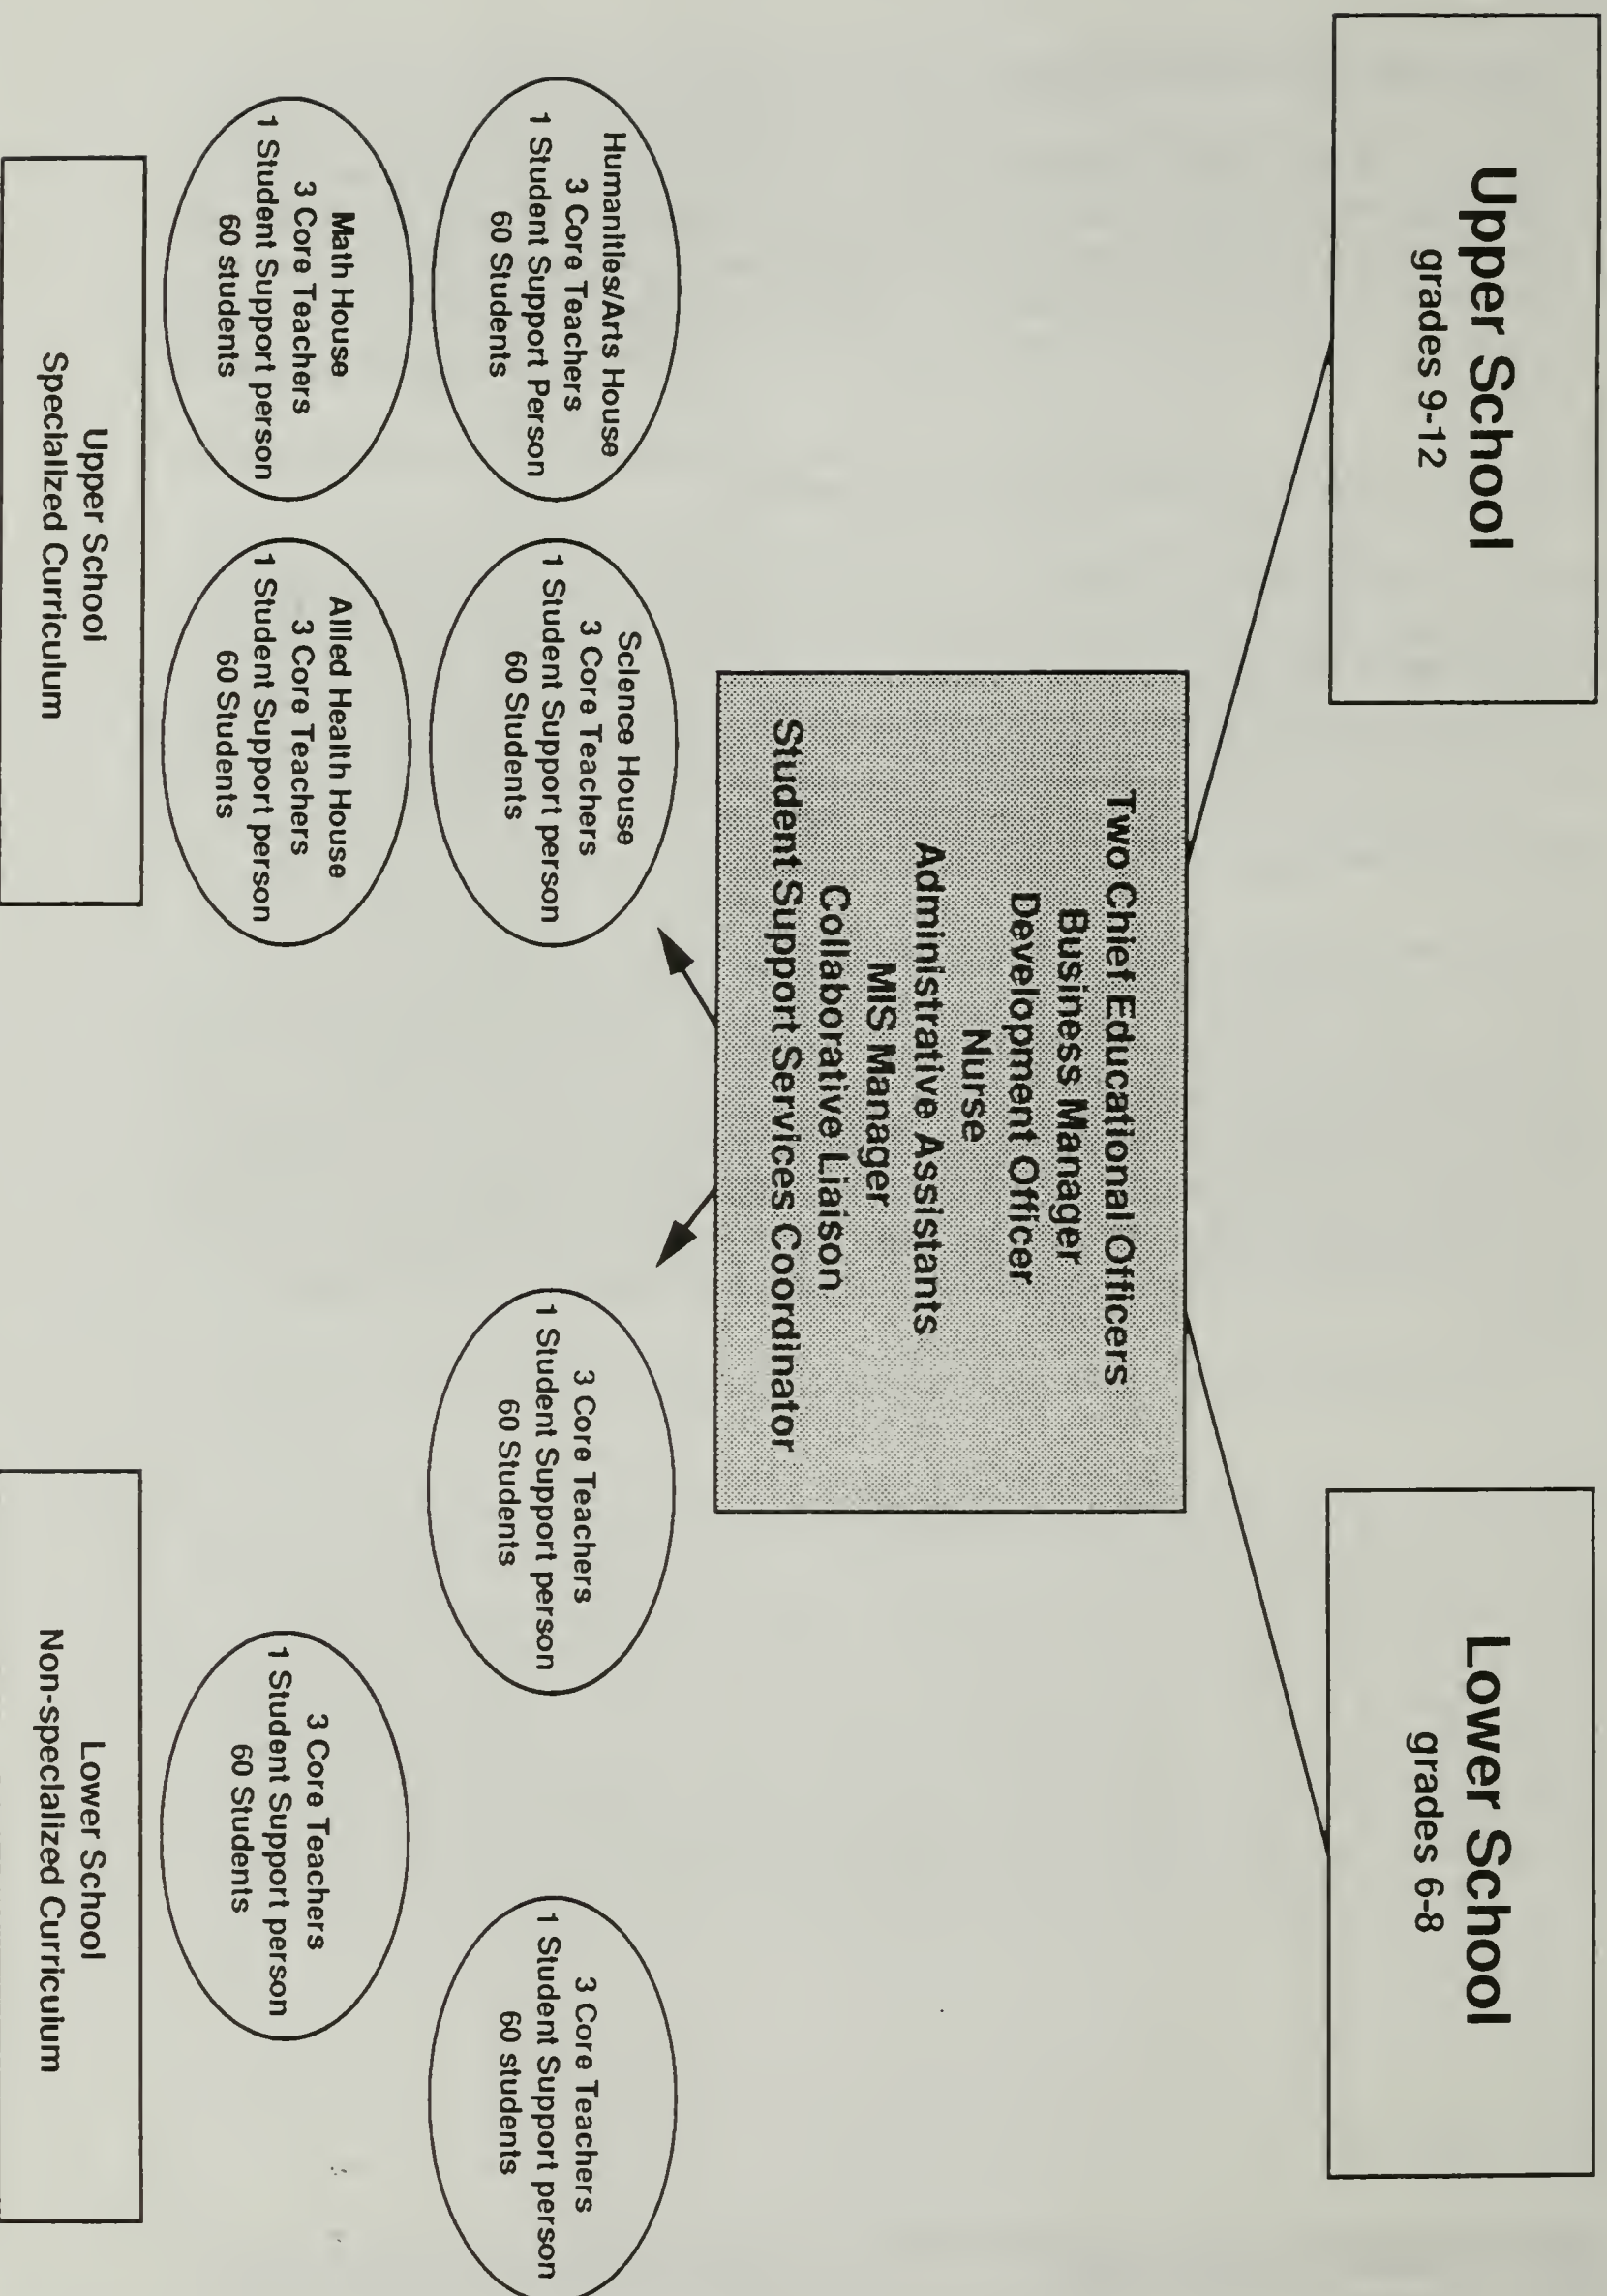 Upper School
grades 9-12
Lower School
grades 6-8
Two Chief Educational Officers
Business Manager
Development Officer
Nurse
Administrative Assistants
MIS Manager
Collaborative Liaison
Student Support Services Coordinator
Humanities/Arts House
3 Core Teachers
1 Student Support Person
60 Students
Science House
3 Core Teachers
1 Student Support person
60 Students
Math House
3 Core Teachers
1 Student Support person
60 students
Allied Health House
3 Core Teachers
1 Student Support person
60 Students
3 Core Teachers
1 Student Support person
60 Students
3 Core Teachers
1 Student Support person
60 students
3 Core Teachers
1 Student Support person
60 Students
Upper School
Specialized Curriculum
Lower School
Non-specialized Curriculum